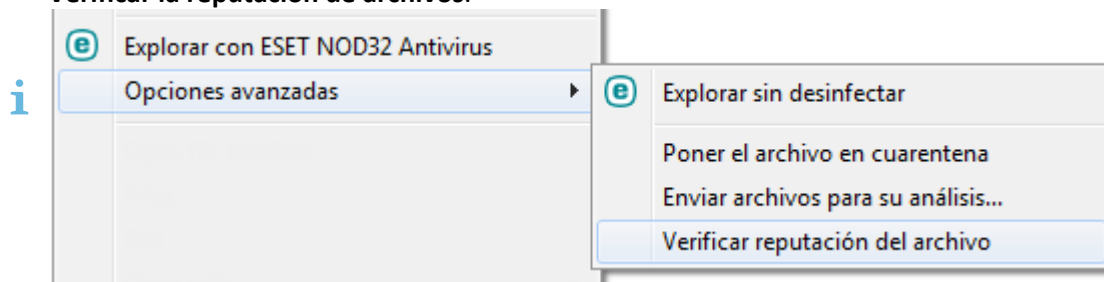 Verificar la reputación de archivos.
Explorar con ESET NOD32 Antivirus
Opciones avanzadas
Explorar sin desinfectar
Poner el archivo en cuarentena
Enviar archivos para su análisis...
Verificar reputación del archivo